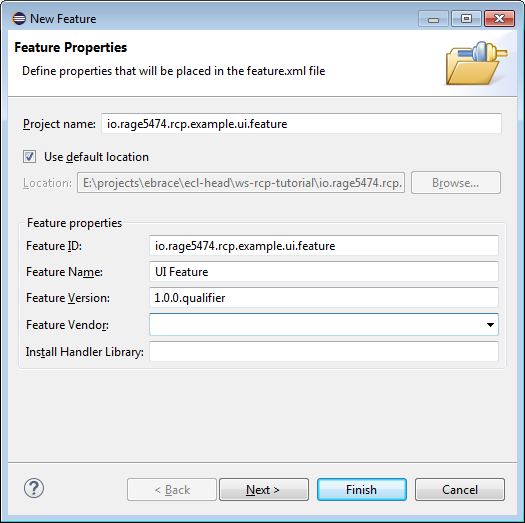 New Feature
Feature Properties
Define properties that will be placed in the feature.xml file
Project name: io.rage5474.rcp.example.ui.feature
Use default location
Location: E:\projects\ebrace\ecl-head\ws-rcp-tutorial\io.rage5474.rcp. Browse...
Feature properties
Feature ID: io.rage5474.rcp.example.ui.feature
Feature Name: UI Feature
Feature Version: 1.0.0.qualifier
Feature Vendor:
Install Handler Library:
? < Back Next > Finish Cancel